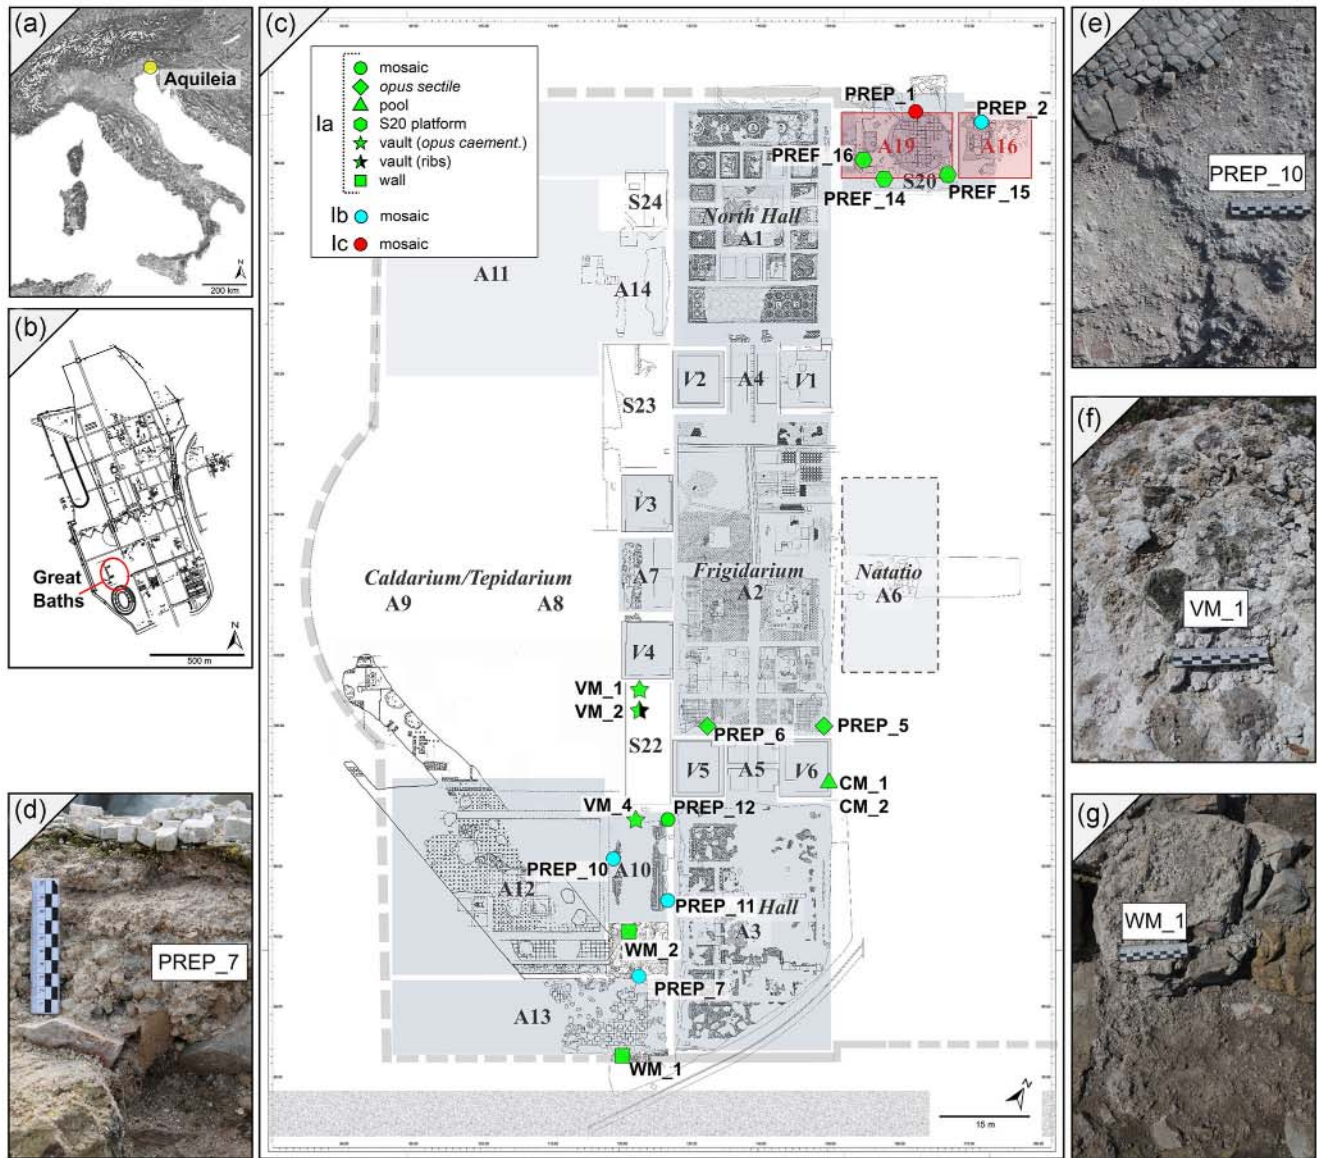 (a)
Aquileia
N
200 km
(b)
Great
Baths
N
500 m
(c)
Ia
mosaic
opus sectile
pool
S20 platform
vault (opus caement.)
vault (ribs)
wall
Ib
mosaic
Ic
mosaic
PREP_1
PREP_2
A19
A16
PREF_16
S20
PREF_14
PREF_15
S24
North Hall
A1
A11
A14
V2
A4
V1
S23
V3
Caldarium/Tepidarium
A9
A8
A7
Frigidarium
A2
Natatio
A6
V4
VM_1
VM_2
S22
PREP_6
PREP_5
V5
A5
V6
CM_1
CM_2
VM_4
PREP_12
PREP_10
A10
A12
PREP_11
Hall
A3
WM_2
PREP_7
A13
WM_1
N
15 m
(d)
PREP_7
(e)
PREP_10
(f)
VM_1
(g)
WM_1